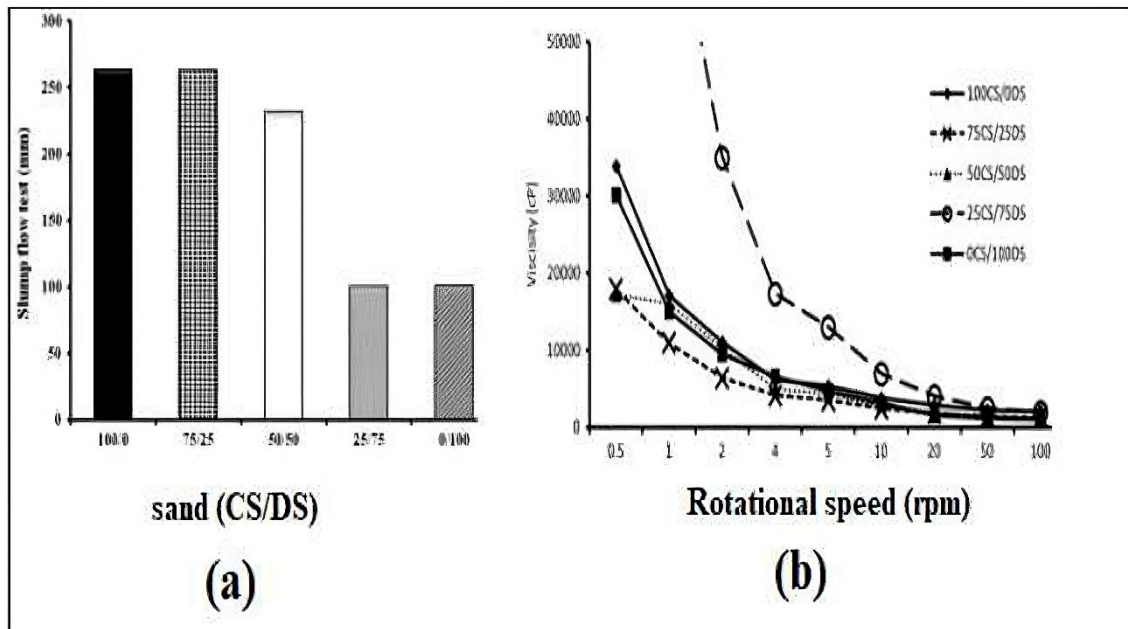 300
250
200
150
100
50
0
Slump flow test (mm)
100/0 75/25 50/50 25/75 0/100
sand (CS/DS)
(a)
50000
40000
30000
20000
10000
0
Viscisity (cP)
100CS/0DS
75CS/25DS
50CS/50DS
25CS/75DS
0CS/100DS
0.5 1 2 4 5 10 20 50 100
Rotational speed (rpm)
(b)